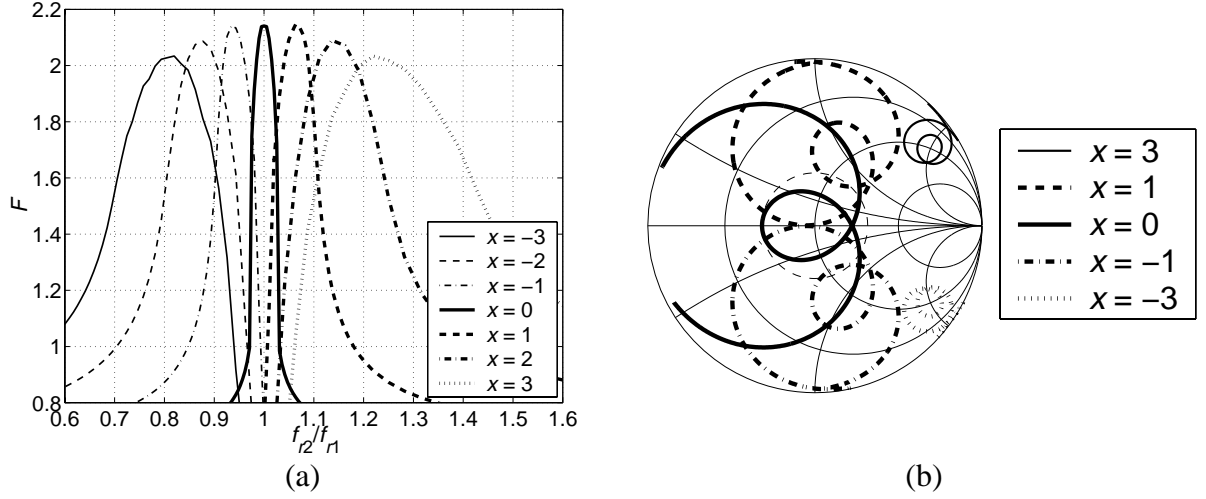 2.2
2
1.8
1.6
1.4
1.2
1
0.8
F
x = −3
x = −2
x = −1
x = 0
x = 1
x = 2
x = 3
0.6 0.7 0.8 0.9 1 1.1 1.2 1.3 1.4 1.5 1.6
fr2/fr1
(a)
x = 3
x = 1
x = 0
x = −1
x = −3
(b)